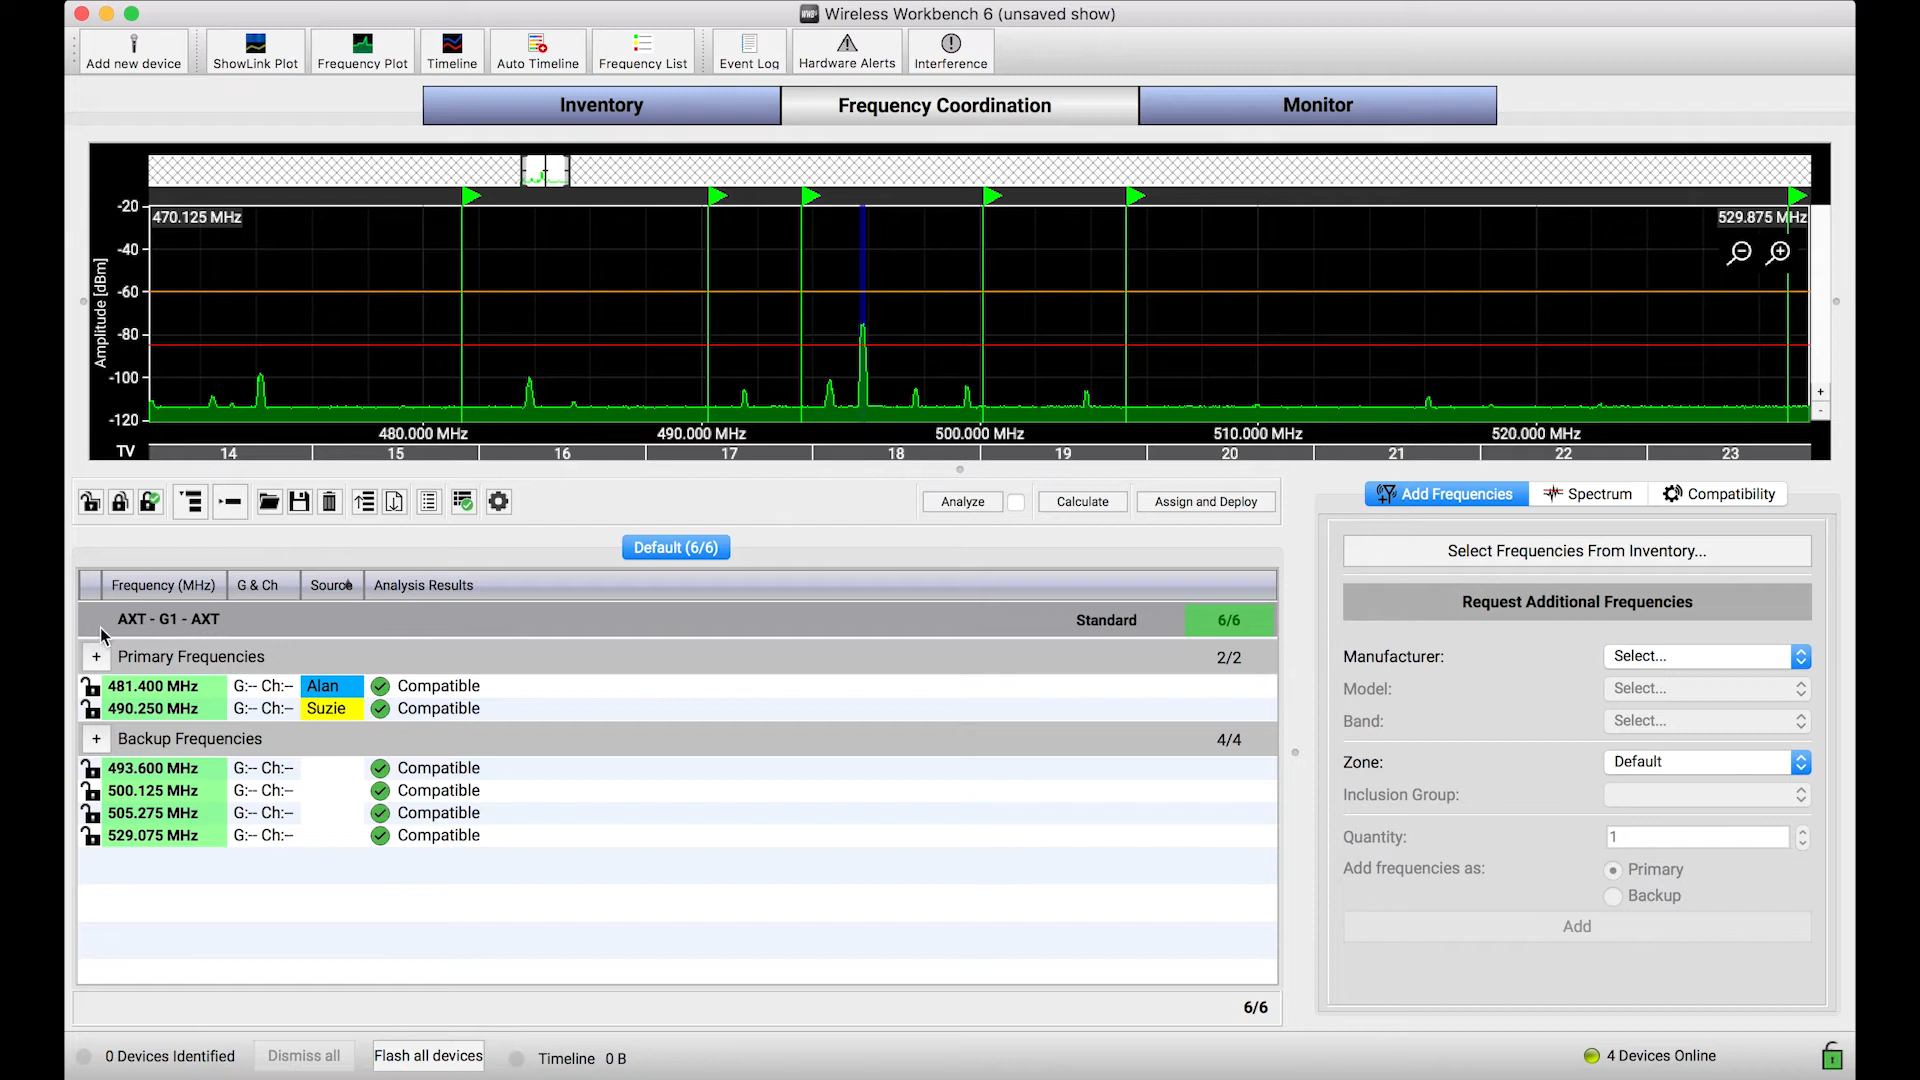 Wireless Workbench 6 (unsaved show)
Add new device
ShowLink Plot
Frequency Plot
Timeline
Auto Timeline
Frequency List
Event Log
Hardware Alerts
Interference
Inventory
Frequency Coordination
Monitor
470.125 MHz
529.875 MHz
Amplitude [dBm]
-20
-40
-60
-80
-100
-120
480.000 MHz
490.000 MHz
500.000 MHz
510.000 MHz
520.000 MHz
TV 14 15 16 17 18 19 20 21 22 23
Analyze
Calculate
Assign and Deploy
Default (6/6)
Frequency (MHz) G & Ch Source Analysis Results
AXT - G1 - AXT Standard 6/6
+ Primary Frequencies 2/2
481.400 MHz G:-- Ch:-- Alan Compatible
490.250 MHz G:-- Ch:-- Suzie Compatible
+ Backup Frequencies 4/4
493.600 MHz G:-- Ch:-- Compatible
500.125 MHz G:-- Ch:-- Compatible
505.275 MHz G:-- Ch:-- Compatible
529.075 MHz G:-- Ch:-- Compatible
6/6
Add Frequencies
Spectrum
Compatibility
Select Frequencies From Inventory...
Request Additional Frequencies
Manufacturer: Select...
Model: Select...
Band: Select...
Zone: Default
Inclusion Group:
Quantity: 1
Add frequencies as: Primary
Backup
Add
0 Devices Identified
Dismiss all
Flash all devices
Timeline 0 B
4 Devices Online